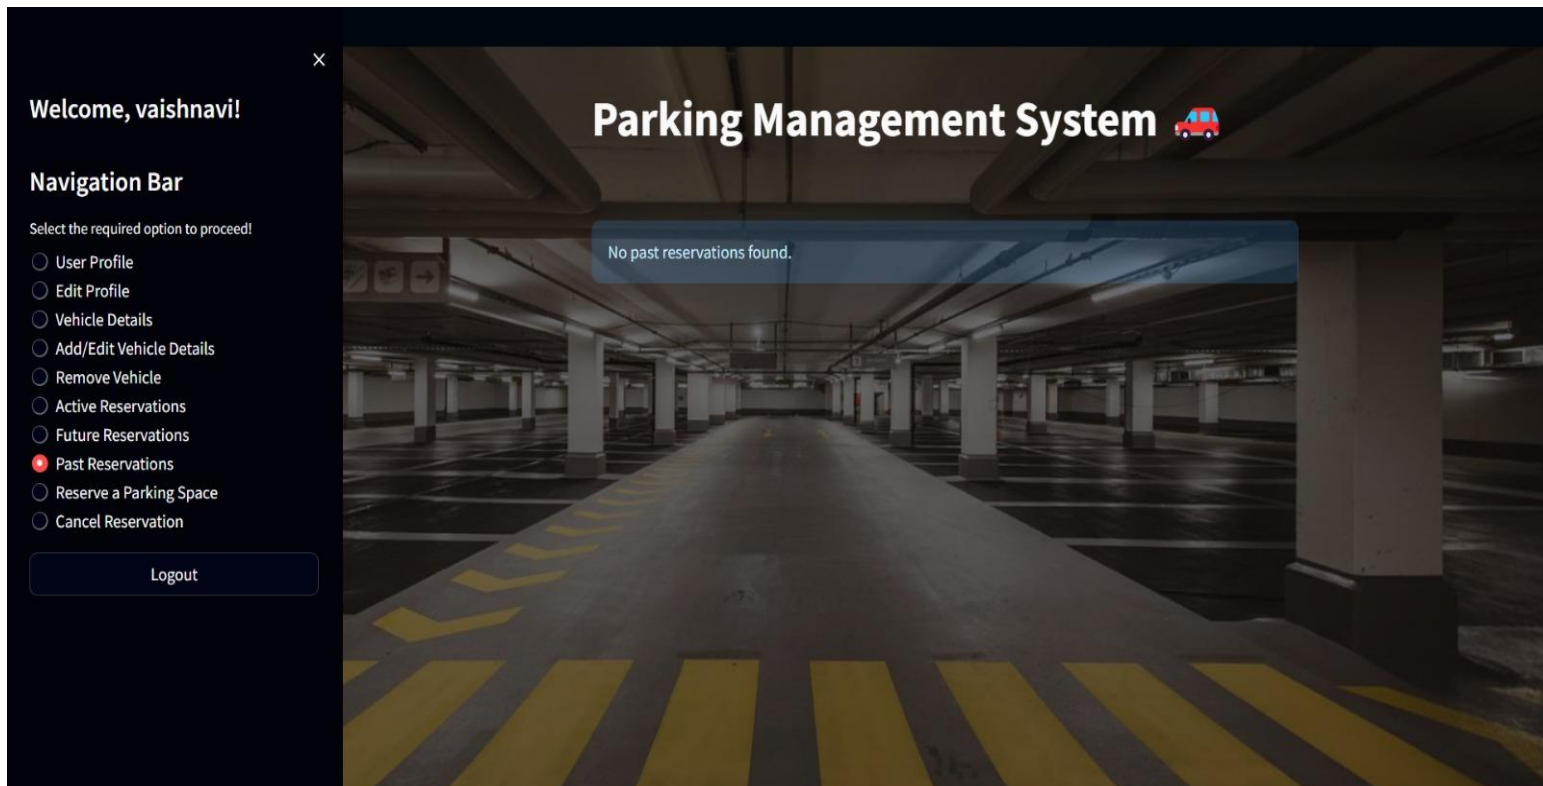 Welcome, vaishnavi!
Navigation Bar
Select the required option to proceed!
User Profile
Edit Profile
Vehicle Details
Add/Edit Vehicle Details
Remove Vehicle
Active Reservations
Future Reservations
Past Reservations
Reserve a Parking Space
Cancel Reservation
Logout
Parking Management System 🚗
No past reservations found.